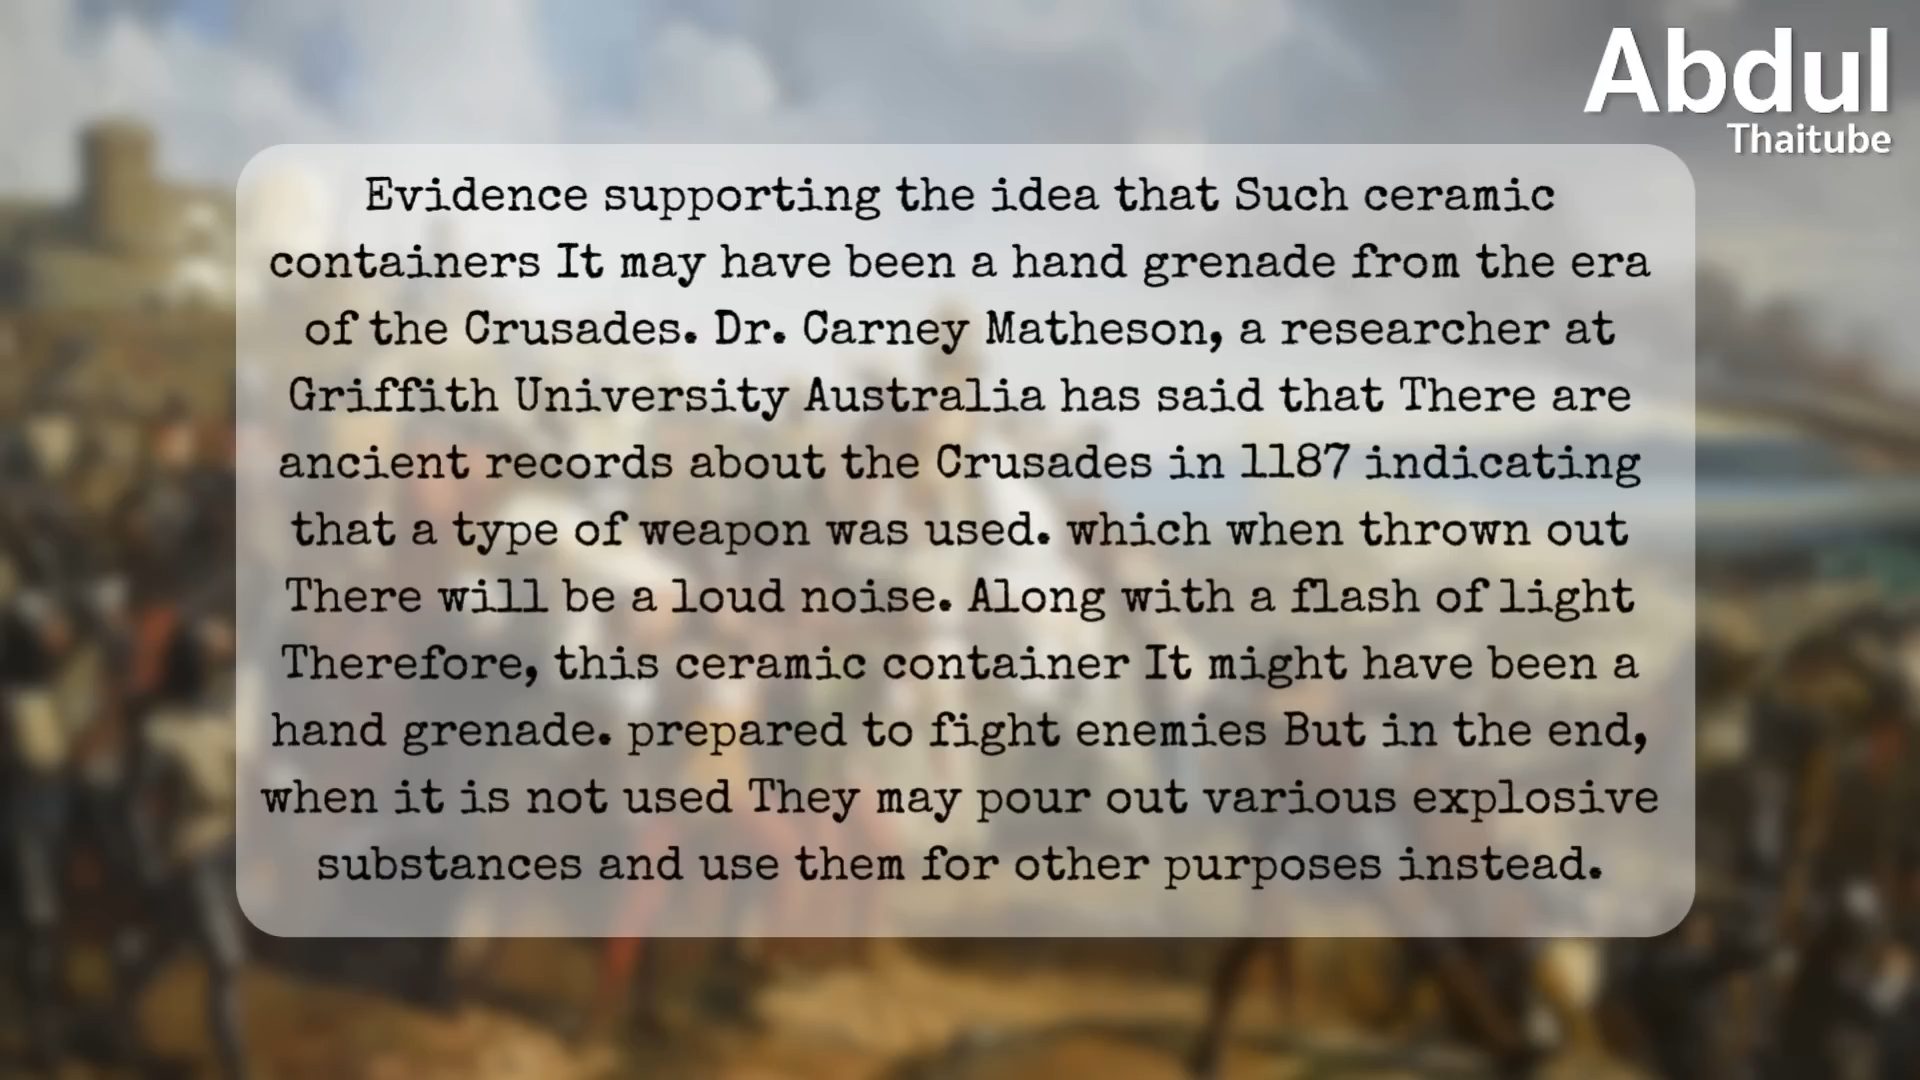 Abdul
Thaitube
Evidence supporting the idea that Such ceramic
containers It may have been a hand grenade from the era
of the Crusades. Dr. Carney Matheson, a researcher at
Griffith University Australia has said that There are
ancient records about the Crusades in 1187 indicating
that a type of weapon was used. which when thrown out
There will be a loud noise. Along with a flash of light
Therefore, this ceramic container It might have been a
hand grenade. prepared to fight enemies But in the end,
when it is not used They may pour out various explosive
substances and use them for other purposes instead.